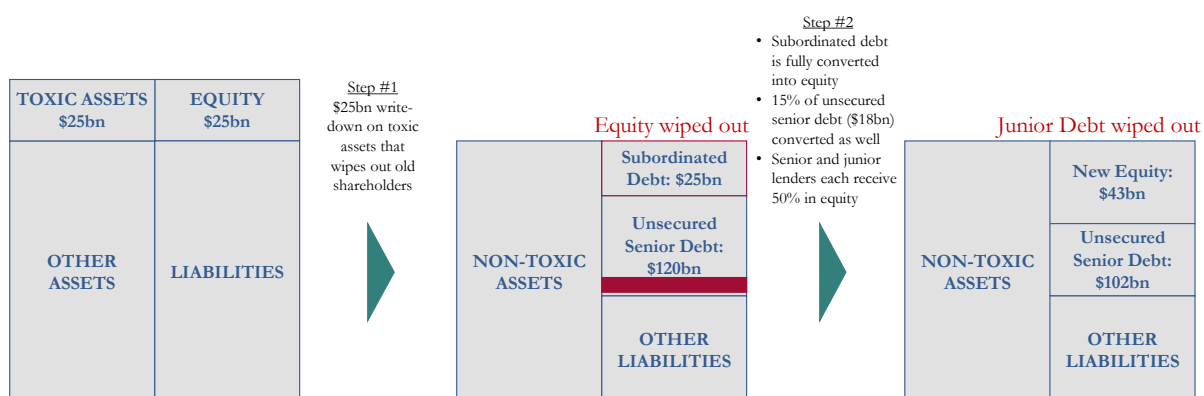 TOXIC ASSETS
$25bn
EQUITY
$25bn
OTHER
ASSETS
LIABILITIES
Step #1
$25bn write-
down on toxic
assets that
wipes out old
shareholders
Equity wiped out
NON-TOXIC
ASSETS
Subordinated
Debt: $25bn
Unsecured
Senior Debt:
$120bn
OTHER
LIABILITIES
Step #2
• Subordinated debt
is fully converted
into equity
• 15% of unsecured
senior debt ($18bn)
converted as well
• Senior and junior
lenders each receive
50% in equity
Junior Debt wiped out
NON-TOXIC
ASSETS
New Equity:
$43bn
Unsecured
Senior Debt:
$102bn
OTHER
LIABILITIES